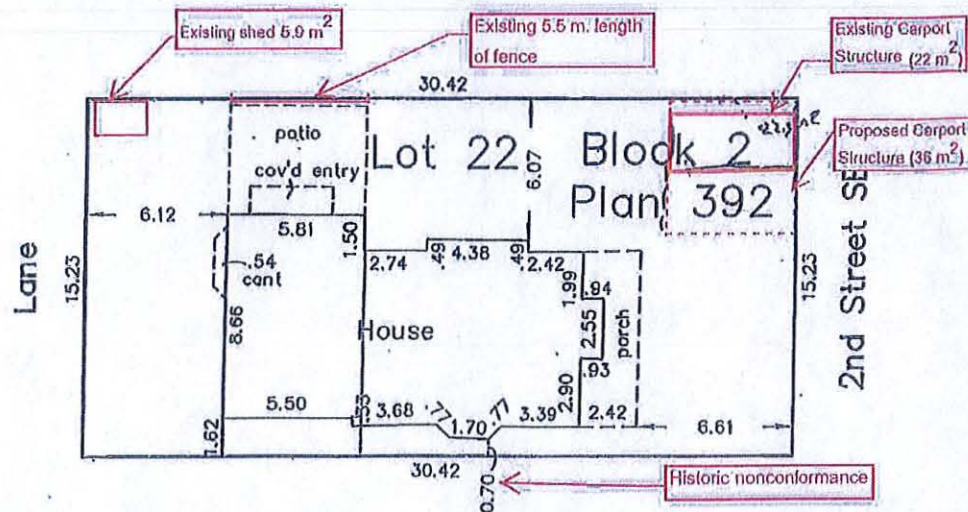 Existing shed 5.9 m²
Existing 5.5 m. length
of fence
Existing Carport
Structure (22 m²)
30.42
patio
Lot 22
Block 2
Proposed Carport
Structure (36 m²)
cov'd entry
6.07
Plan 392
6.12
5.81
1.50
2.74
.49
4.38
.49
2.42
.54
cant
1.99
.94
Lane
15.23
15.23
2nd Street SE
8.66
House
2.55
porch
.93
2.90
5.50
3.68
.77
1.70
.77
3.39
2.42
6.61
1.62
30.42
0.70
Historic nonconformance